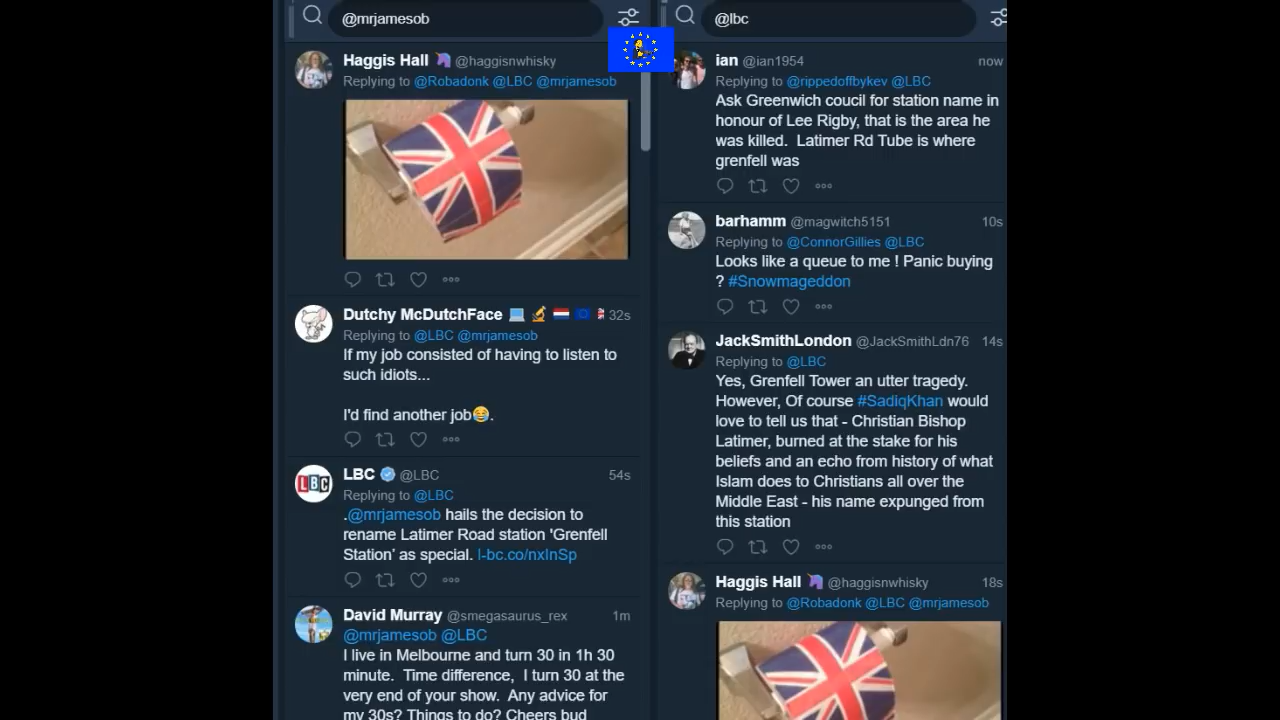 @mrjamesob
Haggis Hall @haggisnwhisky
Replying to @Robadonk @LBC @mrjamesob
Dutchy McDutchFace 32s
Replying to @LBC @mrjamesob
If my job consisted of having to listen to
such idiots...
I'd find another job😂.
LBC @LBC 54s
LBC
Replying to @LBC
.@mrjamesob hails the decision to
rename Latimer Road station 'Grenfell
Station' as special. l-bc.co/nxInSp
David Murray @smegasaurus_rex 1m
@mrjamesob @LBC
I live in Melbourne and turn 30 in 1h 30
minute. Time difference, I turn 30 at the
very end of your show. Any advice for
my 30s? Things to do? Cheers bud
@lbc
ian @ian1954 now
Replying to @rippedoffbykev @LBC
Ask Greenwich coucil for station name in
honour of Lee Rigby, that is the area he
was killed. Latimer Rd Tube is where
grenfell was
barhamm @magwitch5151 10s
Replying to @ConnorGillies @LBC
Looks like a queue to me ! Panic buying
? #Snowmageddon
JackSmithLondon @JackSmithLdn76 14s
Replying to @LBC
Yes, Grenfell Tower an utter tragedy.
However, Of course #SadiqKhan would
love to tell us that - Christian Bishop
Latimer, burned at the stake for his
beliefs and an echo from history of what
Islam does to Christians all over the
Middle East - his name expunged from
this station
Haggis Hall @haggisnwhisky 18s
Replying to @Robadonk @LBC @mrjamesob